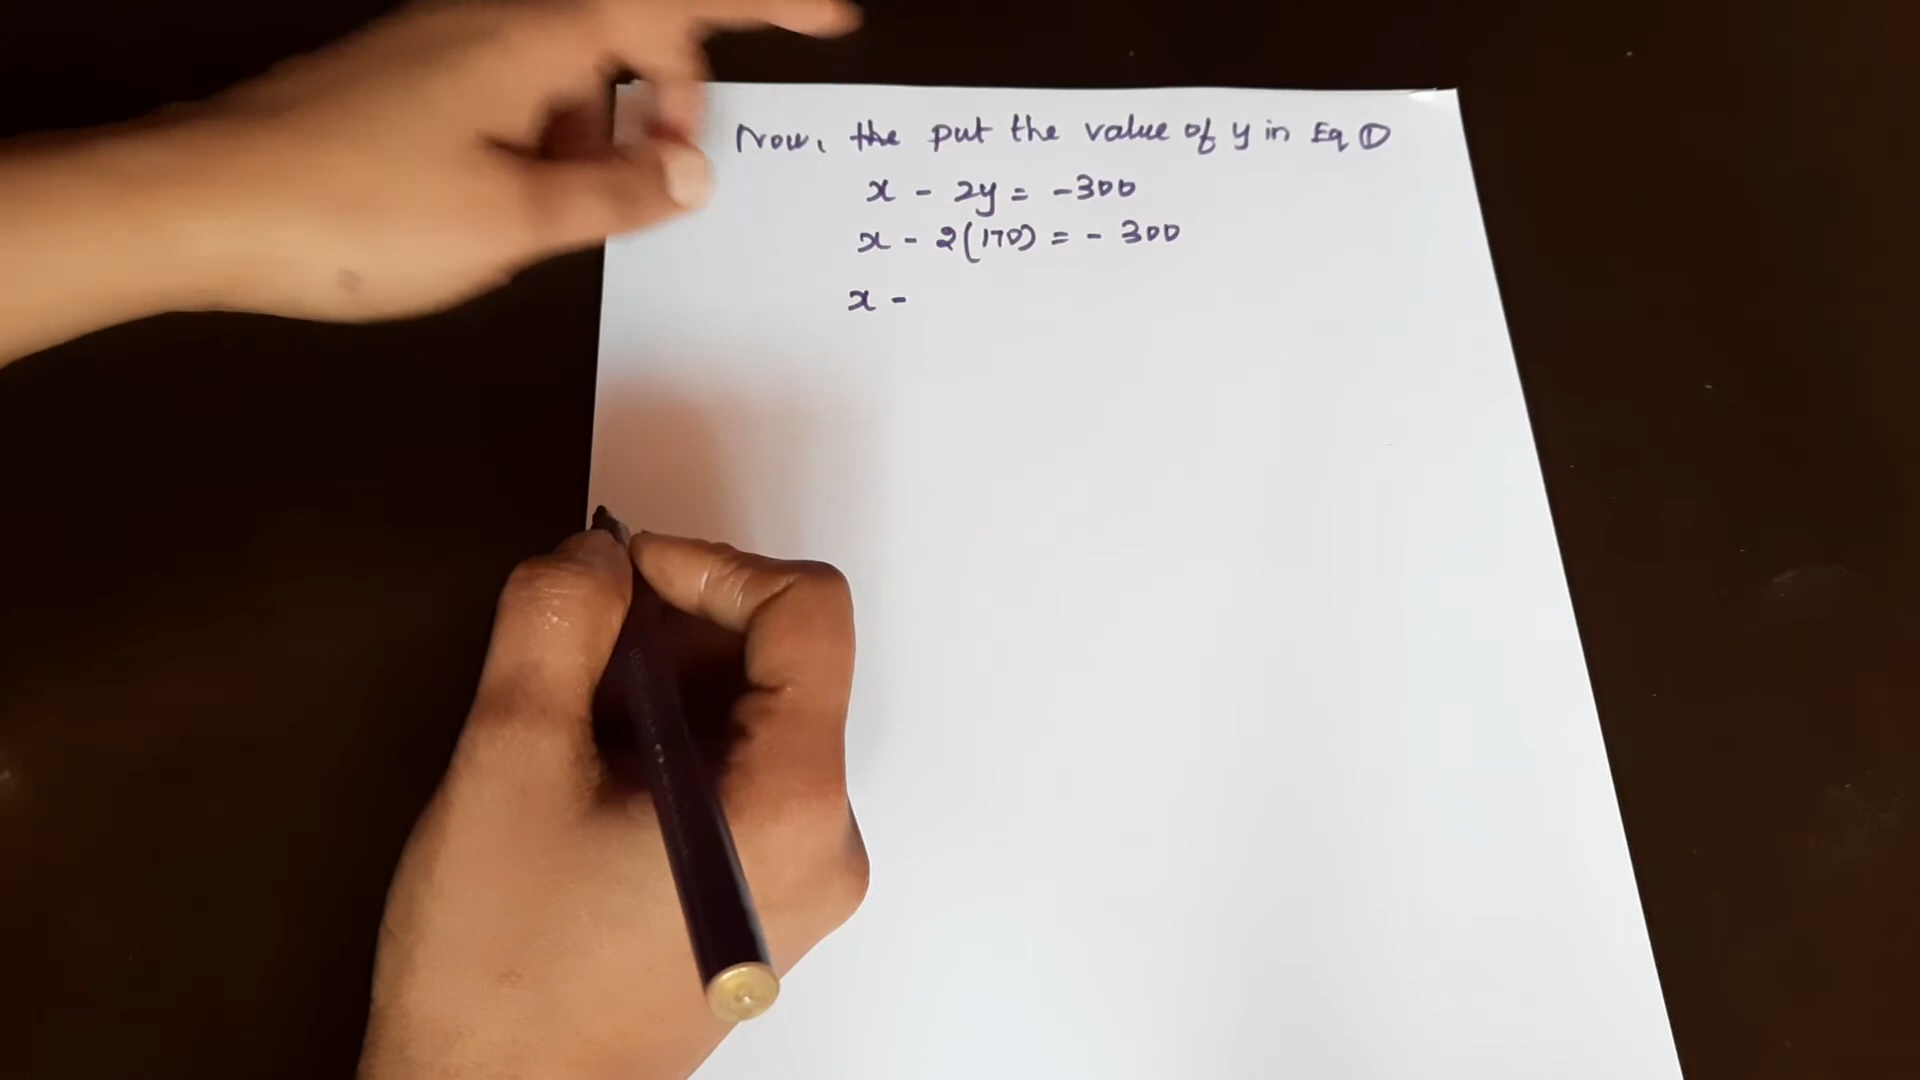 Now, the put the value of y in Eq ①
x - 2y = -300
x - 2(170) = - 300
x -